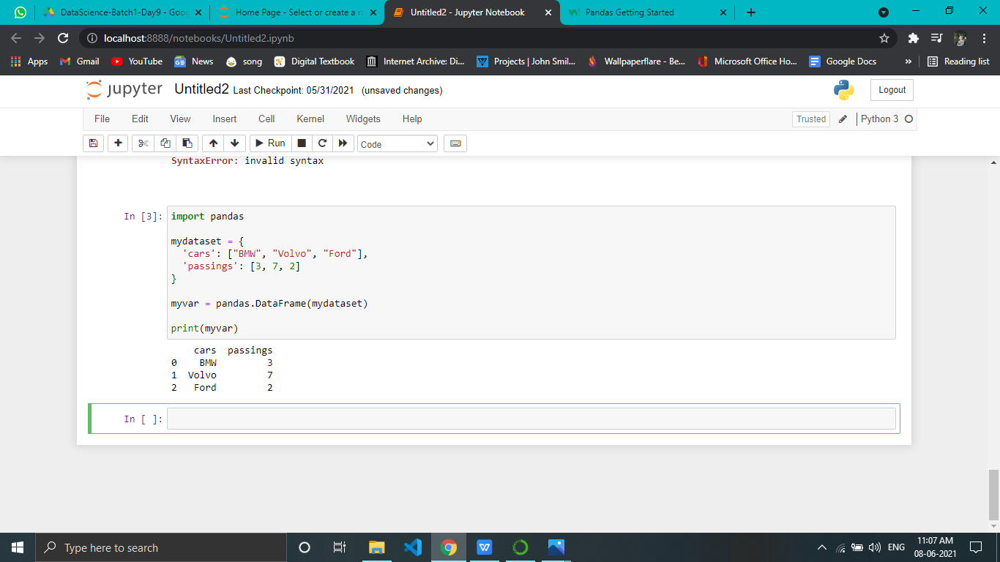 DataScience-Batch1-Day9 - Goo
Home Page - Select or create a n
Untitled2 - Jupyter Notebook
Pandas Getting Started
localhost:8888/notebooks/Untitled2.ipynb
Apps
Gmail
YouTube
News
song
Digital Textbook
Internet Archive: Di...
Projects | John Smil...
Wallpaperflare - Be...
Microsoft Office Ho...
Google Docs
»
Reading list
jupyter Untitled2 Last Checkpoint: 05/31/2021 (unsaved changes)
Logout
File Edit View Insert Cell Kernel Widgets Help
Trusted
Python 3
Run
Code
SyntaxError: invalid syntax
In [3]:
import pandas
mydataset = {
'cars': ["BMW", "Volvo", "Ford"],
'passings': [3, 7, 2]
}
myvar = pandas.DataFrame(mydataset)
print(myvar)
cars passings
0 BMW 3
1 Volvo 7
2 Ford 2
In [ ]:
Type here to search
ENG
11:07 AM
08-06-2021